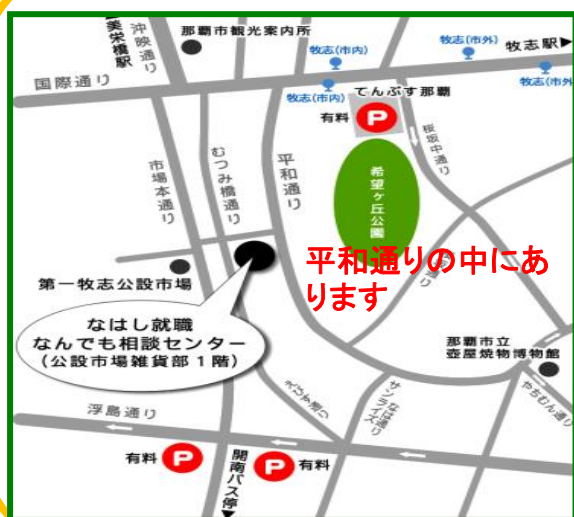 美栄橋駅
沖映通り
那覇市観光案内所
牧志(市内)
牧志(市外)
牧志駅▶
国際通り
牧志(市内)
てんぶす那覇
牧志(市外
有料
P
桜坂中通り
市場本通り
むつみ橋通り
平和通り
希望ヶ丘公園
平和通りの中にあ
ります
第一牧志公設市場
なはし就職
なんでも相談センター
(公設市場雑貨部1階)
那覇市立
壺屋焼物博物館
やちむん通り
サンライズ
なは通り
浮島通り
有料
P
開南バス停▼
P
有料